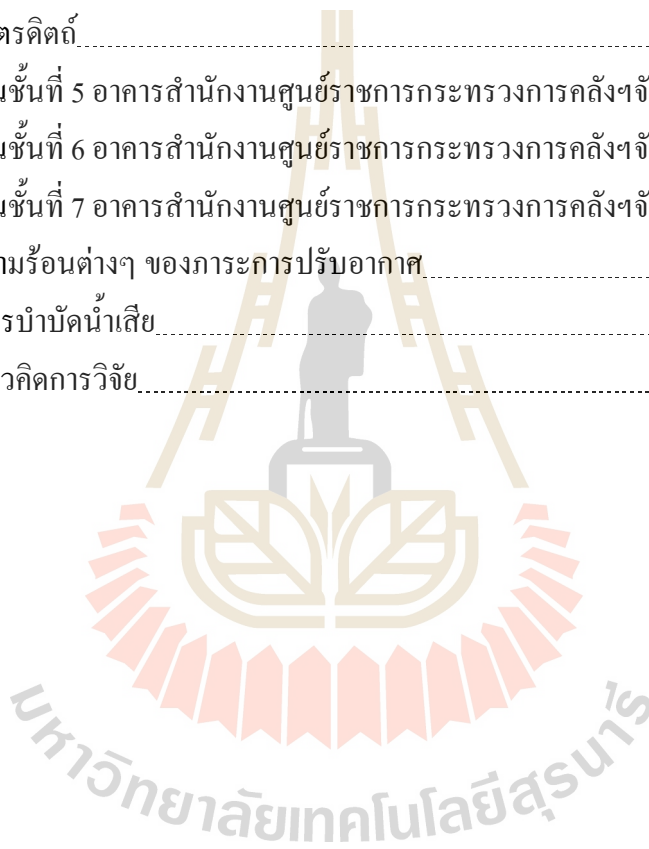 ตรดิตถ์
นชั้นที่ 5 อาคารสำนักงานศูนย์ราชการกระทรวงการคลังฯจั
นชั้นที่ 6 อาคารสำนักงานศูนย์ราชการกระทรวงการคลังฯจั
นชั้นที่ 7 อาคารสำนักงานศูนย์ราชการกระทรวงการคลังฯจั
ามร้อนต่างๆ ของภาระการปรับอากาศ
รบำบัดน้ำเสีย
วคิดการวิจัย
มหาวิทยาลัยเทคโนโลยีสุรนารี